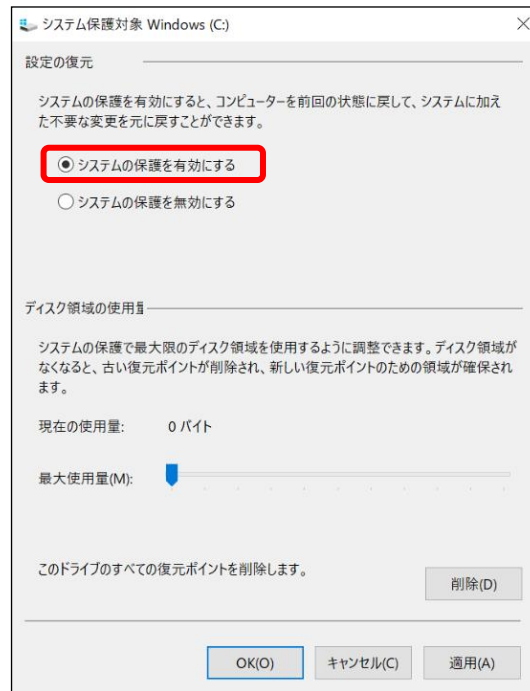 システム保護対象 Windows (C:)
設定の復元
システムの保護を有効にすると、コンピューターを前回の状態に戻して、システムに加え
た不要な変更を元に戻すことができます。
システムの保護を有効にする
システムの保護を無効にする
ディスク領域の使用量
システムの保護で最大限のディスク領域を使用するように調整できます。ディスク領域が
なくなると、古い復元ポイントが削除され、新しい復元ポイントのための領域が確保され
ます。
現在の使用量: 0 バイト
最大使用量(M):
このドライブのすべての復元ポイントを削除します。
削除(D)
OK(O) キャンセル(C) 適用(A)